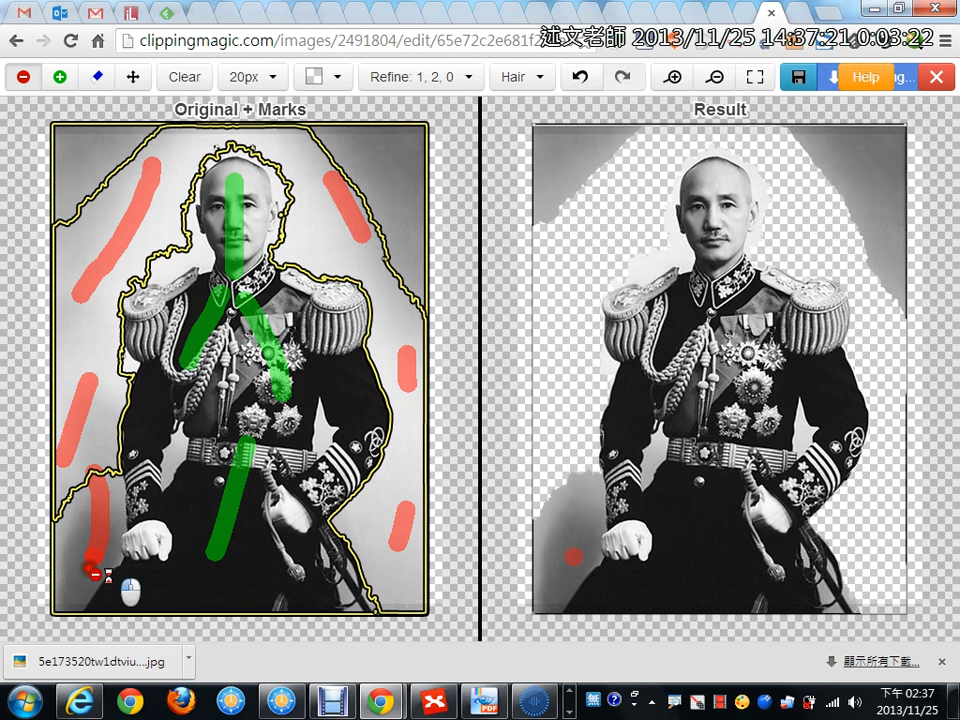 clippingmagic.com/images/2491804/edit/65e72c2e681f2
述文老師 2013/11/25 14:37:21 0:03:22
Clear 20px Refine: 1, 2, 0 Hair Help
Original + Marks
Result
5e173520tw1dtviu....jpg
顯示所有下載...
下午 02:37
2013/11/25